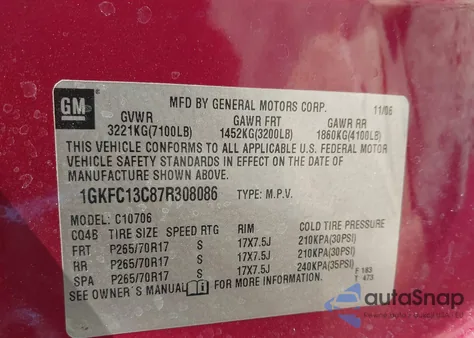 GM
MFD BY GENERAL MOTORS CORP. 11/06
GVWR GAWR FRT GAWR RR
3221KG(7100LB) 1452KG(3200LB) 1860KG(4100LB)
THIS VEHICLE CONFORMS TO ALL APPLICABLE U.S. FEDERAL MOTOR
VEHICLE SAFETY STANDARDS IN EFFECT ON THE DATE OF
MANUFACTURE SHOWN ABOVE.
1GKFC13C87R308086 TYPE: M.P.V.
MODEL: C10706
CQ4B TIRE SIZE SPEED RTG RIM COLD TIRE PRESSURE
FRT P265/70R17 S 17X7.5J 210KPA(30PSI)
RR P265/70R17 S 17X7.5J 210KPA(30PSI)
SPA P265/70R17 S 17X7.5J 240KPA(35PSI)
SEE OWNER'S MANUAL FOR MORE INFORMATION.
F 183
T 473
autoSnap